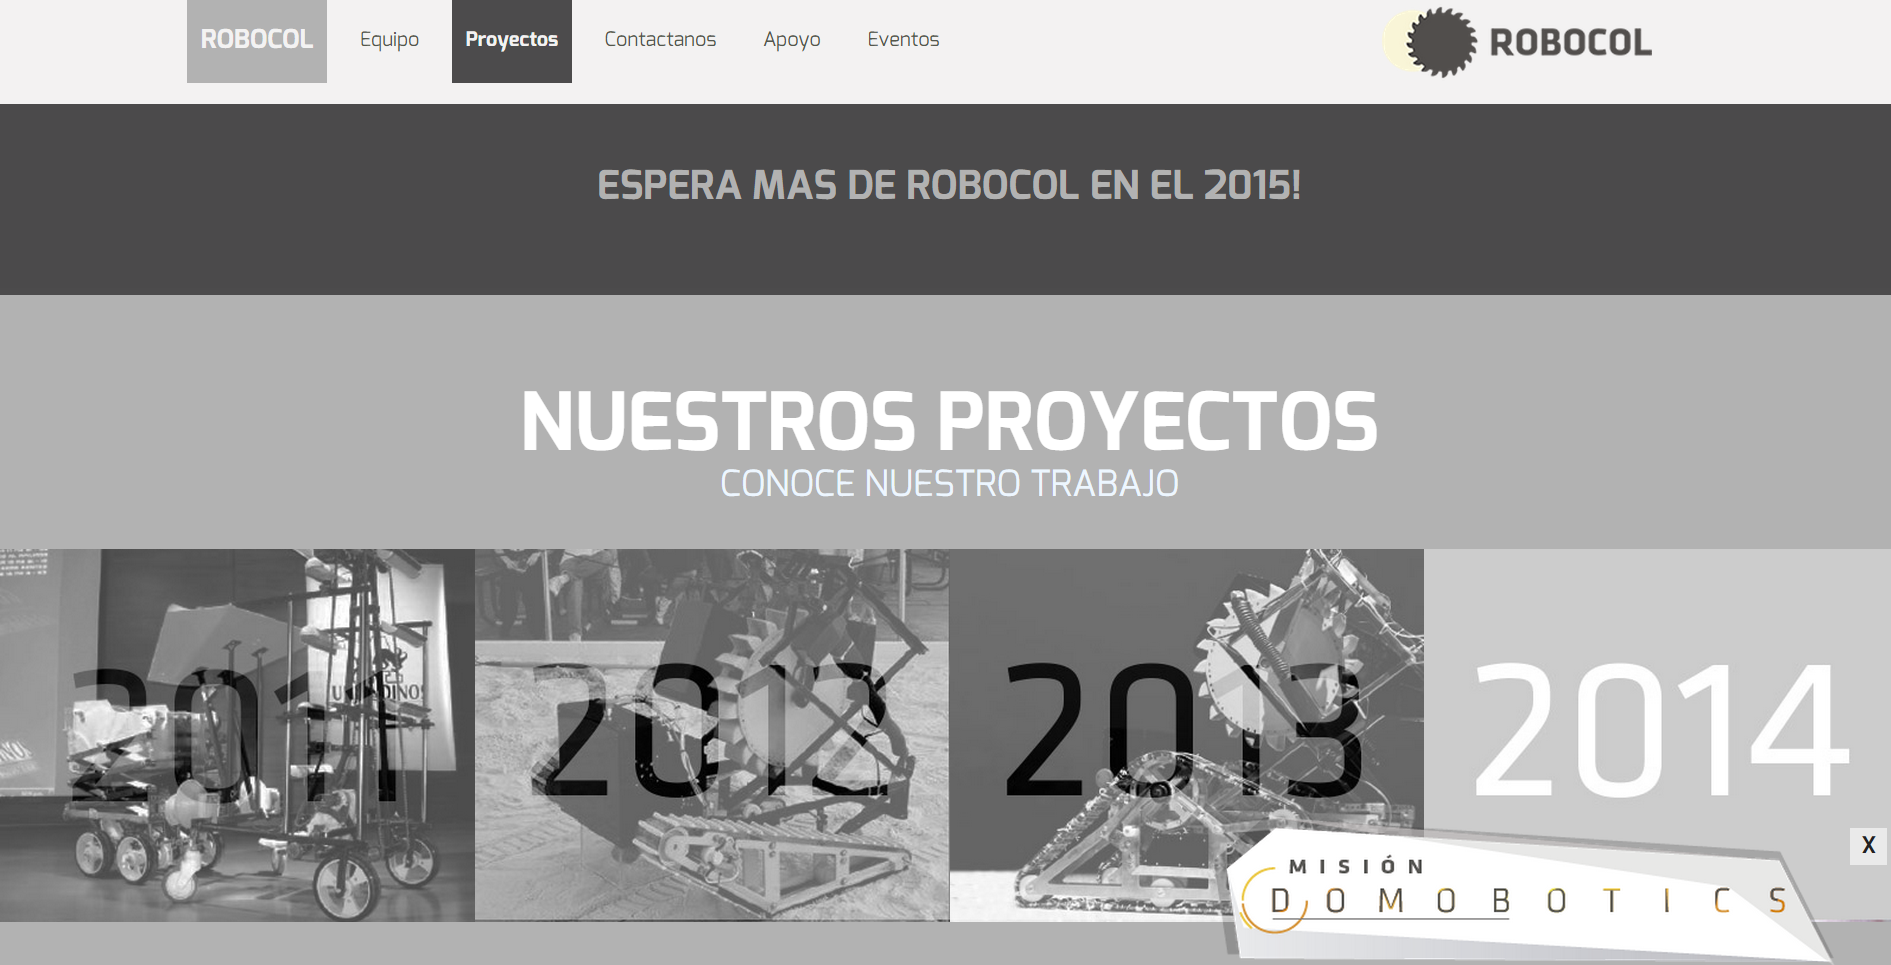 ROBOCOL Equipo Proyectos Contactanos Apoyo Eventos ROBOCOL
ESPERA MAS DE ROBOCOL EN EL 2015!
NUESTROS PROYECTOS
CONOCE NUESTRO TRABAJO
2011 2012 2013 2014
X
MISIÓN
DOMOBOTICS